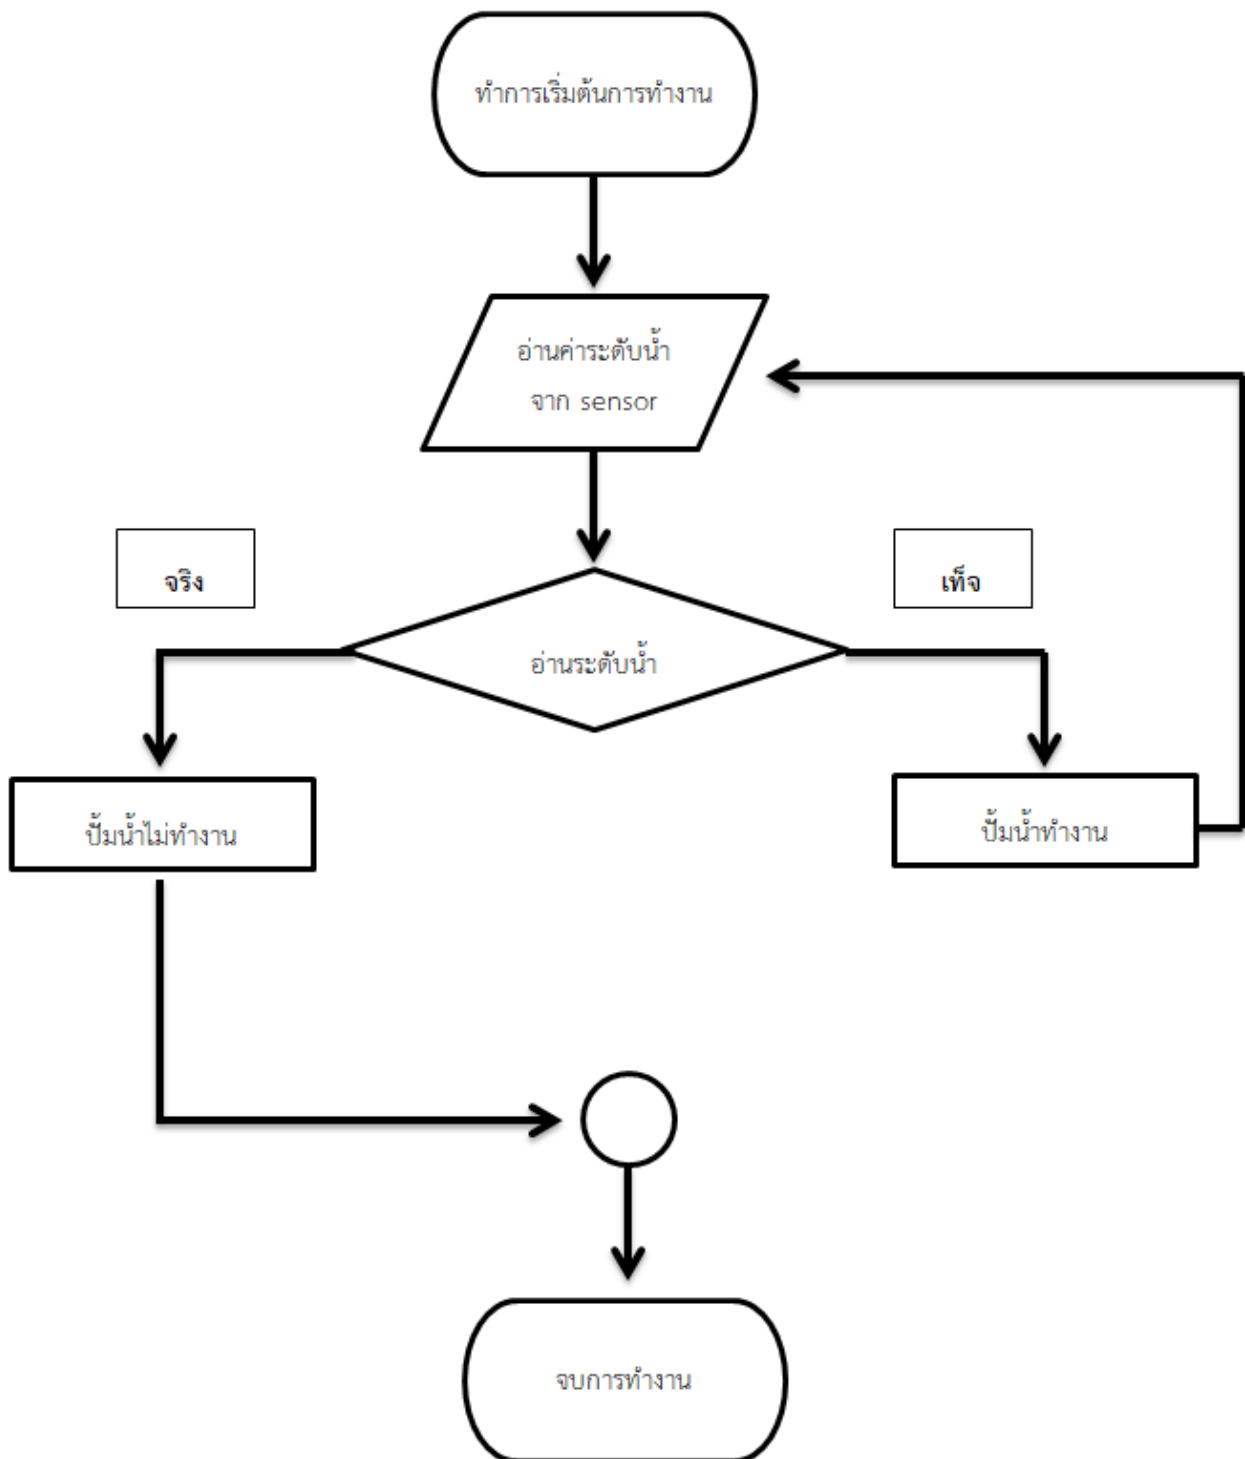 ทำการเริ่มต้นการทำงาน
อ่านค่าระดับน้ำ
จาก sensor
จริง
เท็จ
อ่านระดับน้ำ
ปั๊มน้ำไม่ทำงาน
ปั๊มน้ำทำงาน
จบการทำงาน